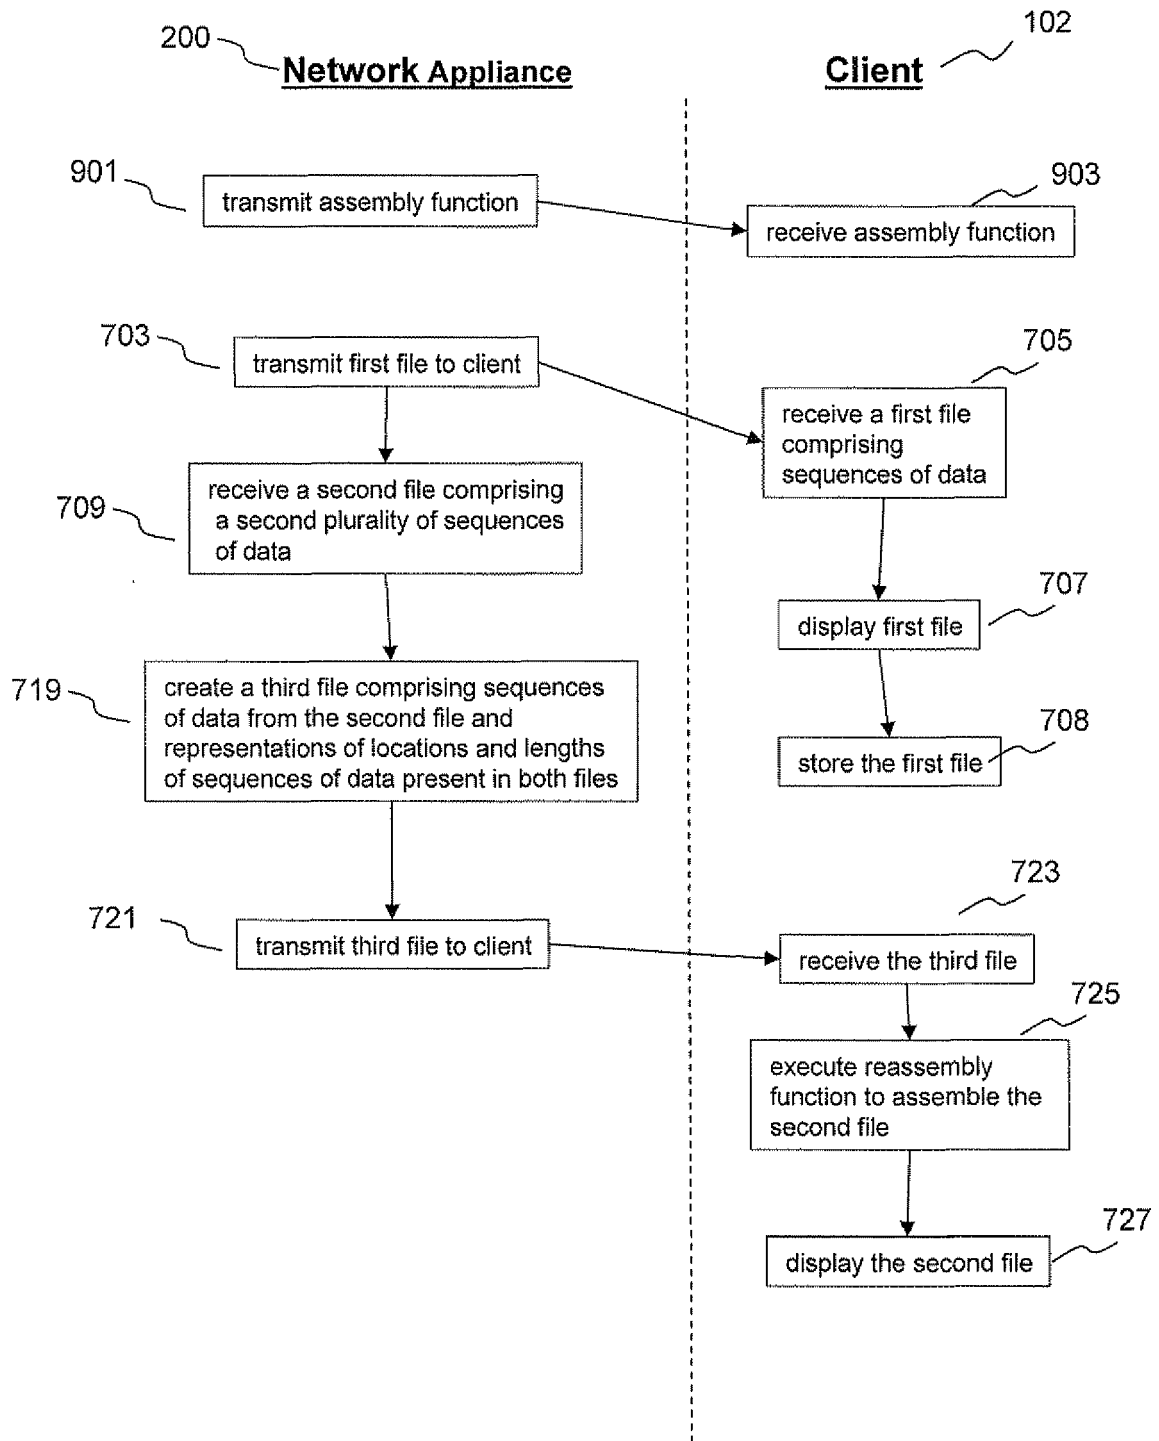 200
Network Appliance
102
Client
901
transmit assembly function
903
receive assembly function
703
transmit first file to client
705
receive a first file
comprising
sequences of data
709
receive a second file comprising
a second plurality of sequences
of data
707
display first file
719
create a third file comprising sequences
of data from the second file and
representations of locations and lengths
of sequences of data present in both files
708
store the first file
721
transmit third file to client
723
receive the third file
725
execute reassembly
function to assemble the
second file
727
display the second file